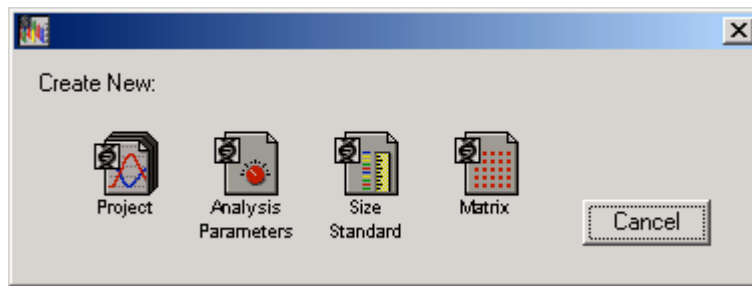 Create New:
Project
Analysis
Parameters
Size
Standard
Matrix
Cancel